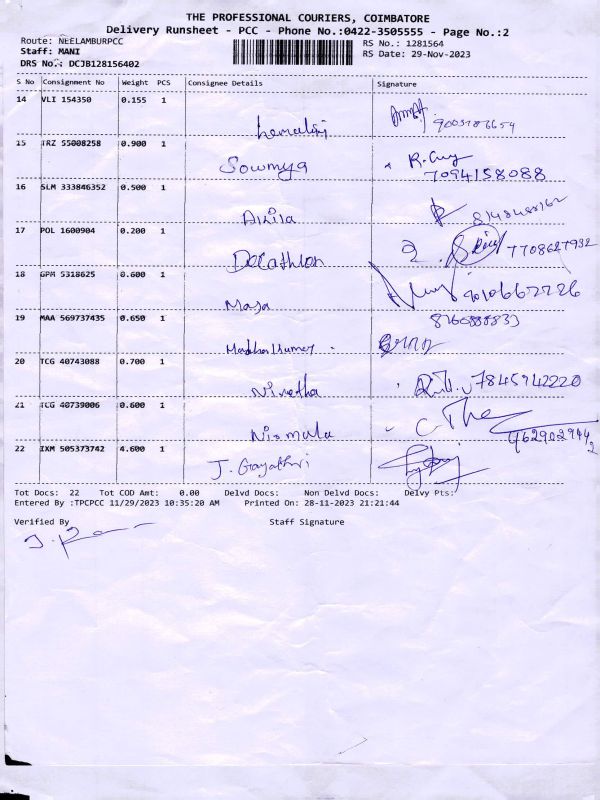 THE PROFESSIONAL COURIERS, COIMBATORE
Delivery Runsheet - PCC - Phone No.:0422-3505555 - Page No.:2
Route: NEELAMBURPCC
RS No.: 1281564
Staff: MANI
RS Date: 29-Nov-2023
DRS No.: DCJB128156402
S No Consignment No Weight PCS Consignee Details Signature
14 VLI 154350 0.155 1
15 TRZ 55008258 0.900 1 Sowmya 7094158088
16 SLM 333846352 0.500 1
17 POL 1600904 0.200 1 Decathlon 7708627932
18 GPM 5318625 0.600 1
19 MAA 569737435 0.650 1
20 TCG 40743088 0.700 1 Nivetha 7845942220
21 TCG 40739006 0.600 1 Nirmala
22 IXM 505373742 4.600 1 J. Gayathri
Tot Docs: 22 Tot COD Amt: 0.00 Delvd Docs: Non Delvd Docs: Delvy Pts:
Entered By :TPCPCC 11/29/2023 10:35:20 AM Printed On: 28-11-2023 21:21:44
Verified By Staff Signature